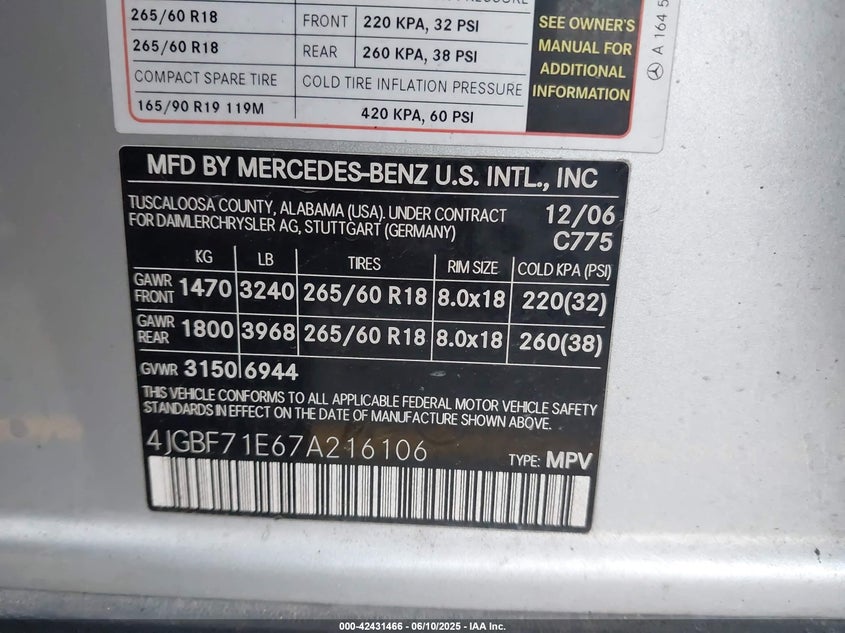 265/60 R18 FRONT 220 KPA, 32 PSI
265/60 R18 REAR 260 KPA, 38 PSI
COMPACT SPARE TIRE COLD TIRE INFLATION PRESSURE
165/90 R19 119M 420 KPA, 60 PSI
SEE OWNER'S
MANUAL FOR
ADDITIONAL
INFORMATION
A 164 5
MFD BY MERCEDES-BENZ U.S. INTL., INC
TUSCALOOSA COUNTY, ALABAMA (USA). UNDER CONTRACT 12/06
FOR DAIMLERCHRYSLER AG, STUTTGART (GERMANY) C775
KG LB TIRES RIM SIZE COLD KPA (PSI)
GAWR FRONT 1470 3240 265/60 R18 8.0x18 220(32)
GAWR REAR 1800 3968 265/60 R18 8.0x18 260(38)
GVWR 3150 6944
THIS VEHICLE CONFORMS TO ALL APPLICABLE FEDERAL MOTOR VEHICLE SAFETY
STANDARDS IN EFFECT ON THE DATE OF MANUFACTURE SHOWN ABOVE.
4JGBF71E67A216106 TYPE: MPV
000-42431466 - 06/10/2025 - IAA Inc.